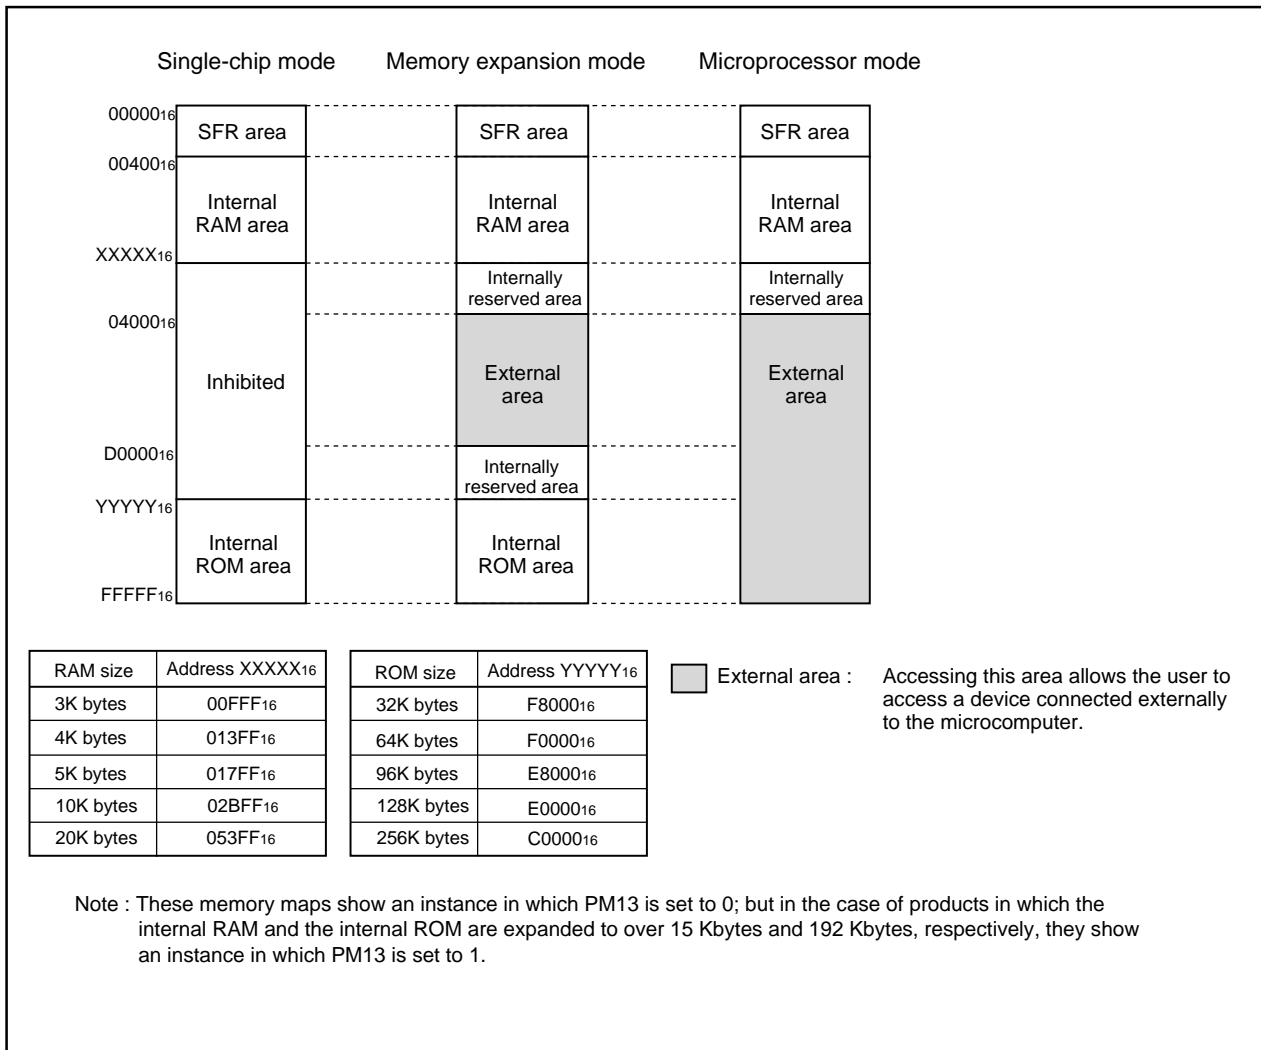 Single-chip mode
Memory expansion mode
Microprocessor mode
0000016
SFR area
SFR area
SFR area
0040016
Internal
RAM area
Internal
RAM area
Internal
RAM area
XXXXX16
Internally
reserved area
Internally
reserved area
0400016
Inhibited
External
area
External
area
D000016
Internally
reserved area
YYYYY16
Internal
ROM area
Internal
ROM area
FFFFF16
RAM size Address XXXXX16
3K bytes 00FFF16
4K bytes 013FF16
5K bytes 017FF16
10K bytes 02BFF16
20K bytes 053FF16
ROM size Address YYYYY16
32K bytes F800016
64K bytes F000016
96K bytes E800016
128K bytes E000016
256K bytes C000016
External area : Accessing this area allows the user to
access a device connected externally
to the microcomputer.
Note : These memory maps show an instance in which PM13 is set to 0; but in the case of products in which the
internal RAM and the internal ROM are expanded to over 15 Kbytes and 192 Kbytes, respectively, they show
an instance in which PM13 is set to 1.